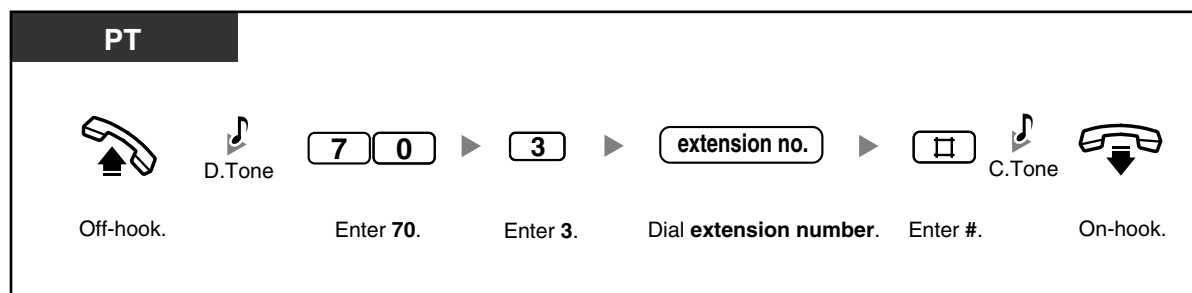 PT
7 0 3 extension no. #
D.Tone C.Tone
Off-hook. Enter 70. Enter 3. Dial extension number. Enter #. On-hook.